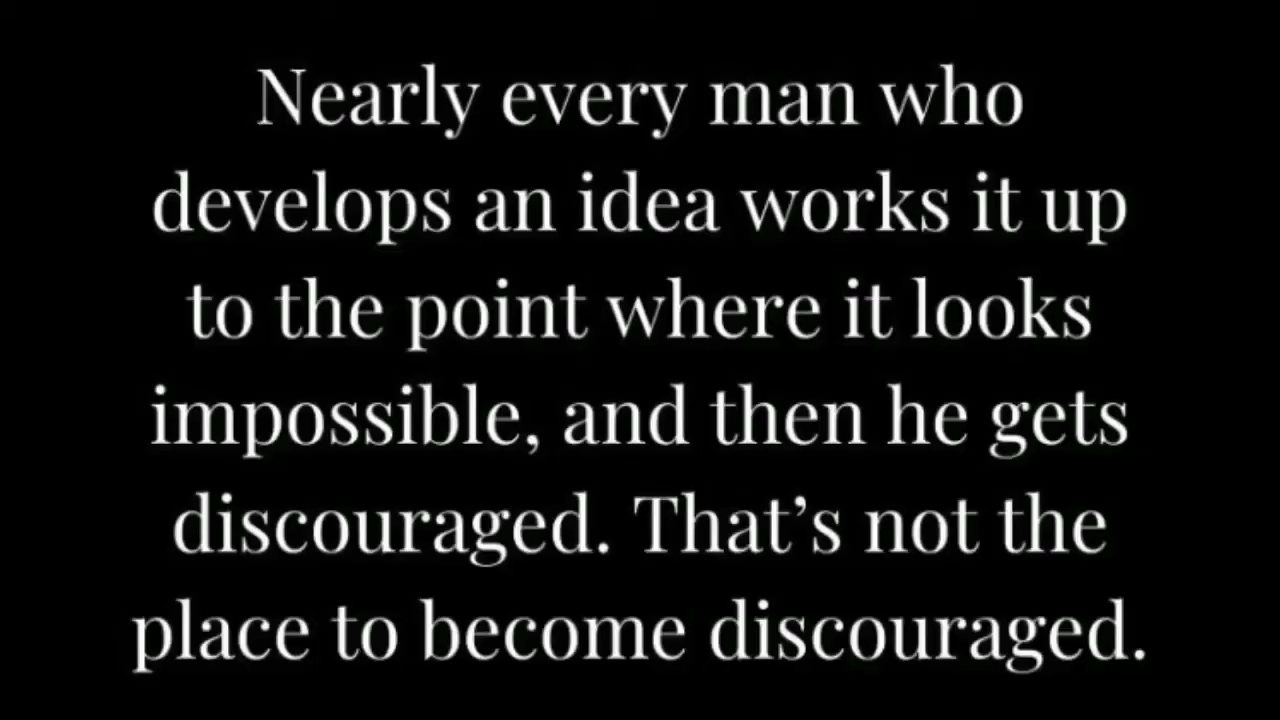 Nearly every man who
develops an idea works it up
to the point where it looks
impossible, and then he gets
discouraged. That’s not the
place to become discouraged.